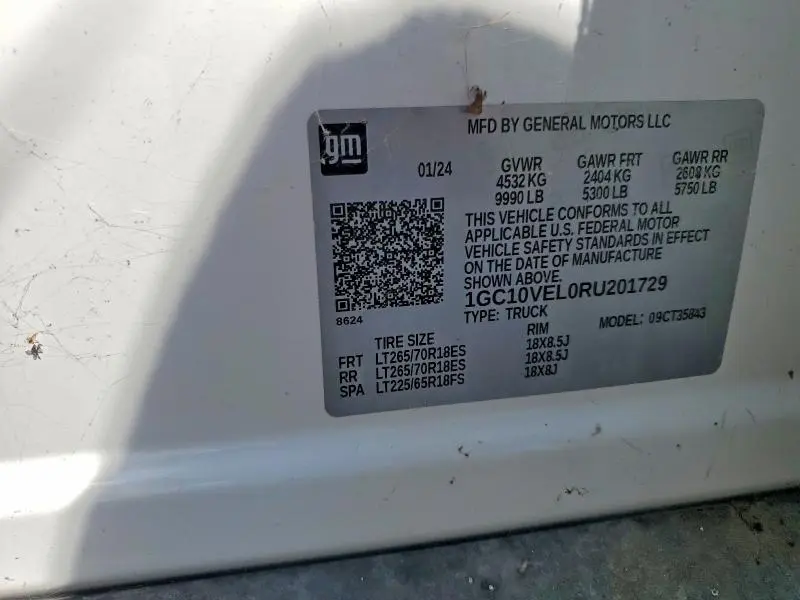 gm
MFD BY GENERAL MOTORS LLC
01/24 GVWR GAWR FRT GAWR RR
4532 KG 2404 KG 2608 KG
9990 LB 5300 LB 5750 LB
THIS VEHICLE CONFORMS TO ALL
APPLICABLE U.S. FEDERAL MOTOR
VEHICLE SAFETY STANDARDS IN EFFECT
ON THE DATE OF MANUFACTURE
SHOWN ABOVE.
1GC10VEL0RU201729
8624
TYPE: TRUCK MODEL: 09CT35843
TIRE SIZE RIM
FRT LT265/70R18ES 18X8.5J
RR LT265/70R18ES 18X8.5J
SPA LT225/65R18FS 18X8J